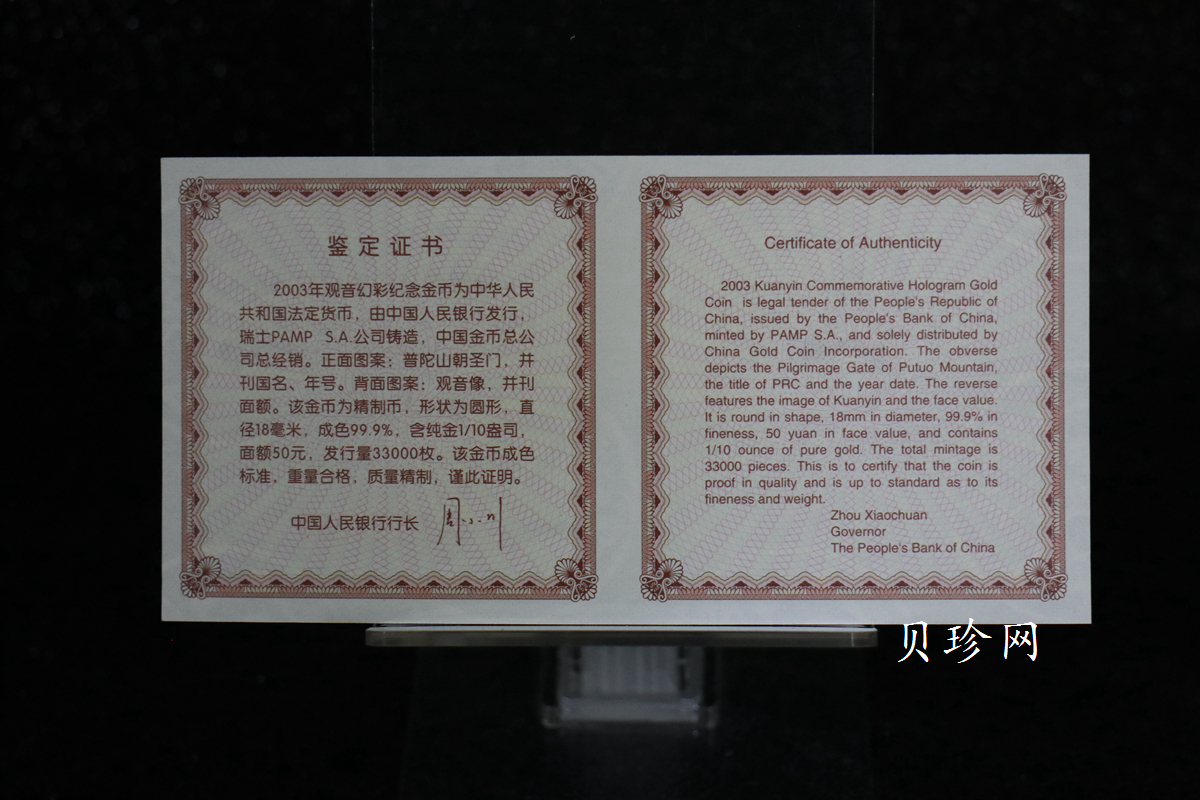 鉴定证书
2003年观音幻彩纪念金币为中华人民
共和国法定货币，由中国人民银行发行，
瑞士PAMP S.A.公司铸造，中国金币总公
司总经销。正面图案：普陀山朝圣门，并
刊国名、年号。背面图案：观音像，并刊
面额。该金币为精制币，形状为圆形，直
径18毫米，成色99.9%，含纯金1/10盎司，
面额50元，发行量33000枚。该金币成色
标准，重量合格，质量精制，谨此证明。
中国人民银行行长 周小川
Certificate of Authenticity
2003 Kuanyin Commemorative Hologram Gold
Coin is legal tender of the People's Republic of
China, issued by the People's Bank of China,
minted by PAMP S.A., and solely distributed by
China Gold Coin Incorporation. The obverse
depicts the Pilgrimage Gate of Putuo Mountain,
the title of PRC and the year date. The reverse
features the image of Kuanyin and the face value.
It is round in shape, 18mm in diameter, 99.9% in
fineness, 50 yuan in face value, and contains
1/10 ounce of pure gold. The total mintage is
33000 pieces. This is to certify that the coin is
proof in quality and is up to standard as to its
fineness and weight.
Zhou Xiaochuan
Governor
The People's Bank of China
贝珍网